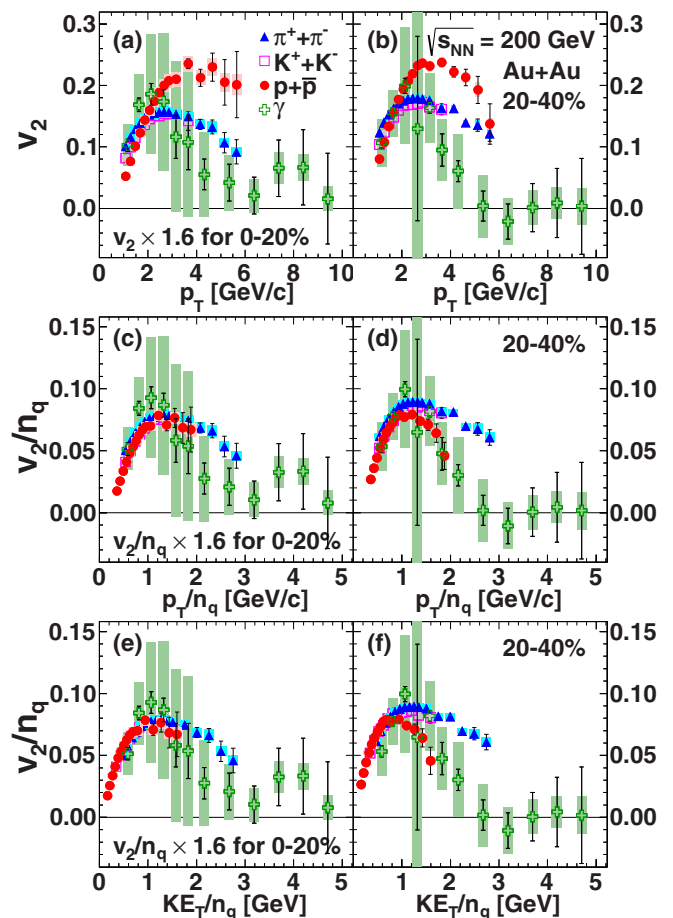 (a)
π⁺+π⁻
K⁺+K⁻
p+p̅
γ
v₂ × 1.6 for 0-20%
(b)
√s_NN = 200 GeV
Au+Au
20-40%
v₂
0.3
0.2
0.1
0.0
0.3
0.2
0.1
0.0
0 2 4 6 8 10
2 4 6 8 10
p_T [GeV/c]
p_T [GeV/c]
(c)
v₂/n_q × 1.6 for 0-20%
(d)
20-40%
v₂/n_q
0.15
0.10
0.05
0.00
0.15
0.10
0.05
0.00
0 1 2 3 4 5
1 2 3 4 5
p_T/n_q [GeV/c]
p_T/n_q [GeV/c]
(e)
v₂/n_q × 1.6 for 0-20%
(f)
20-40%
v₂/n_q
0.15
0.10
0.05
0.00
0.15
0.10
0.05
0.00
0 1 2 3 4 5
1 2 3 4 5
KE_T/n_q [GeV]
KE_T/n_q [GeV]